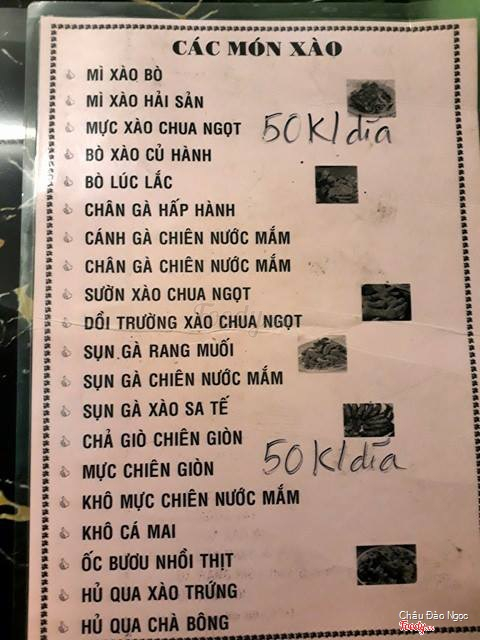 CÁC MÓN XÀO
MÌ XÀO BÒ
MÌ XÀO HẢI SẢN
MỰC XÀO CHUA NGỌT 50K/dĩa
BÒ XÀO CỦ HÀNH
BÒ LÚC LẮC
CHÂN GÀ HẤP HÀNH
CÁNH GÀ CHIÊN NƯỚC MẮM
CHÂN GÀ CHIÊN NƯỚC MẮM
SƯỜN XÀO CHUA NGỌT
Foody
DỒI TRƯỜNG XÀO CHUA NGỌT
SỤN GÀ RANG MUỐI
SỤN GÀ CHIÊN NƯỚC MẮM
SỤN GÀ XÀO SA TẾ
CHẢ GIÒ CHIÊN GIÒN
MỰC CHIÊN GIÒN 50K/dĩa
KHÔ MỰC CHIÊN NƯỚC MẮM
KHÔ CÁ MAI
ỐC BƯƠU NHỒI THỊT
HỦ QUA XÀO TRỨNG
HỦ QUA CHÀ BÔNG
Châu Đào Ngọc
Foody.vn